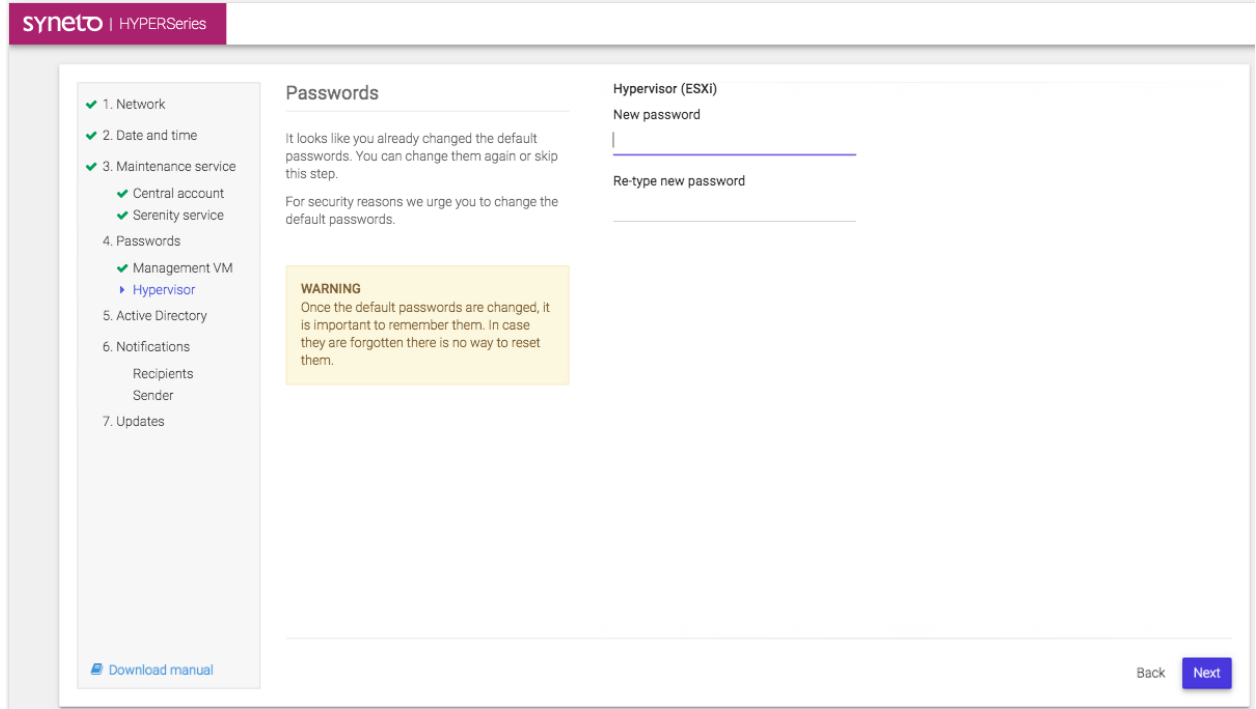 syneto | HYPERSeries
1. Network
2. Date and time
3. Maintenance service
Central account
Serenity service
4. Passwords
Management VM
Hypervisor
5. Active Directory
6. Notifications
Recipients
Sender
7. Updates
Download manual
Passwords
It looks like you already changed the default
passwords. You can change them again or skip
this step.
For security reasons we urge you to change the
default passwords.
WARNING
Once the default passwords are changed, it
is important to remember them. In case
they are forgotten there is no way to reset
them.
Hypervisor (ESXi)
New password
Re-type new password
Back
Next